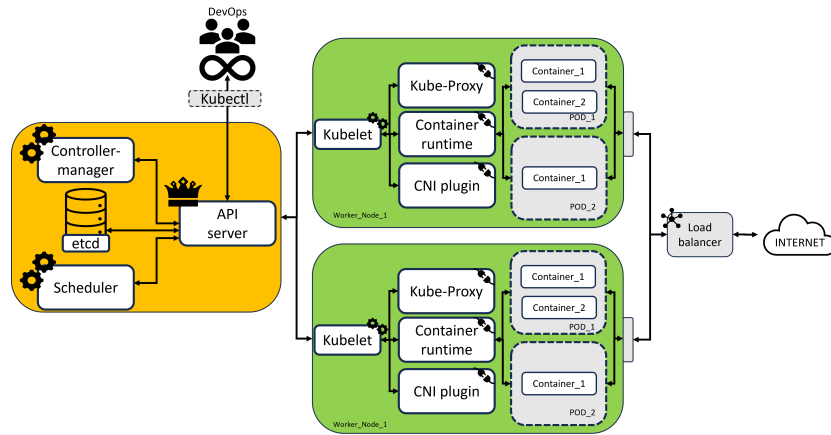 DevOps
Kubectl
Controller-
manager
etcd
Scheduler
API
server
Kubelet
Kube-Proxy
Container
runtime
CNI plugin
Container_1
Container_2
POD_1
Container_1
POD_2
Worker_Node_1
Kubelet
Kube-Proxy
Container
runtime
CNI plugin
Container_1
Container_2
POD_1
Container_1
POD_2
Worker_Node_1
Load
balancer
INTERNET